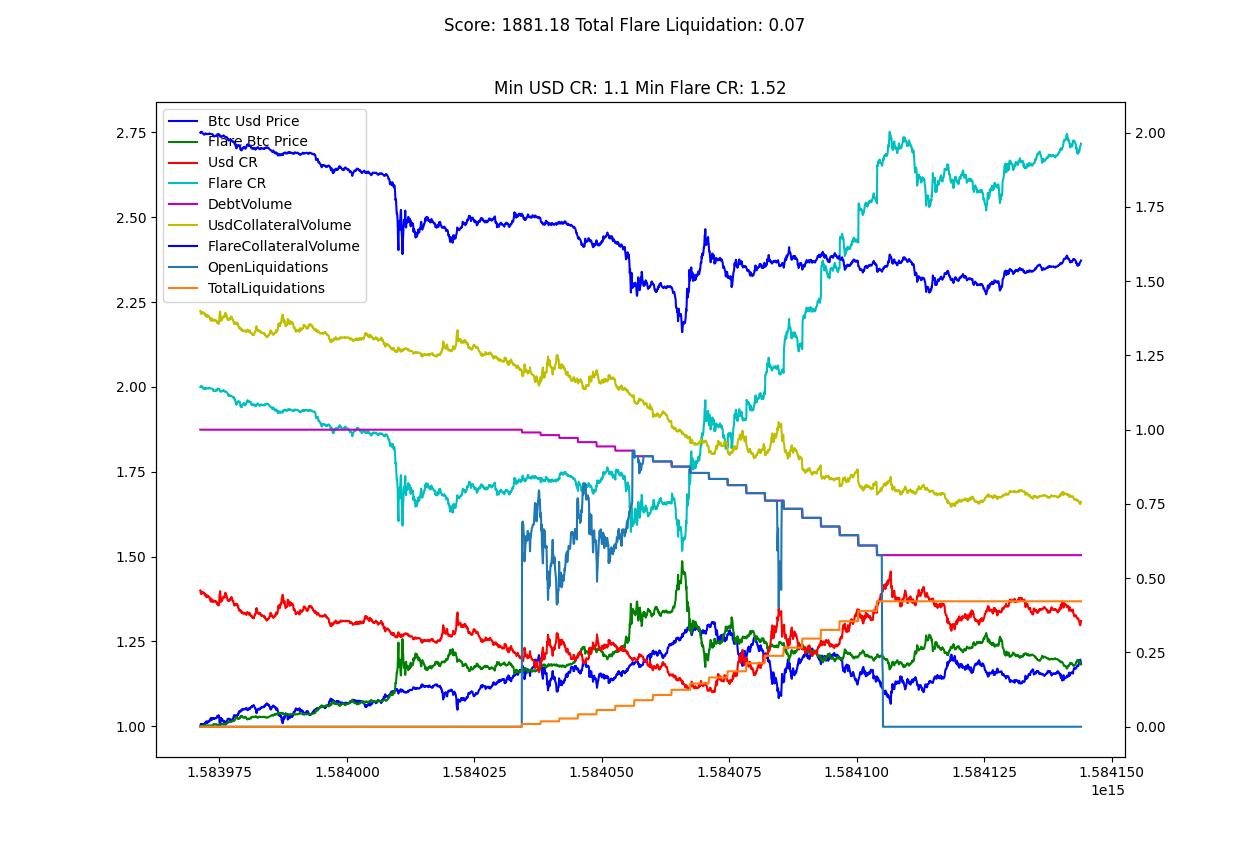 Score: 1881.18 Total Flare Liquidation: 0.07
Min USD CR: 1.1 Min Flare CR: 1.52
Btc Usd Price
Flare Btc Price
Usd CR
Flare CR
DebtVolume
UsdCollateralVolume
FlareCollateralVolume
OpenLiquidations
TotalLiquidations
2.75
2.50
2.25
2.00
1.75
1.50
1.25
1.00
2.00
1.75
1.50
1.25
1.00
0.75
0.50
0.25
0.00
1.583975 1.584000 1.584025 1.584050 1.584075 1.584100 1.584125 1.584150
1e15